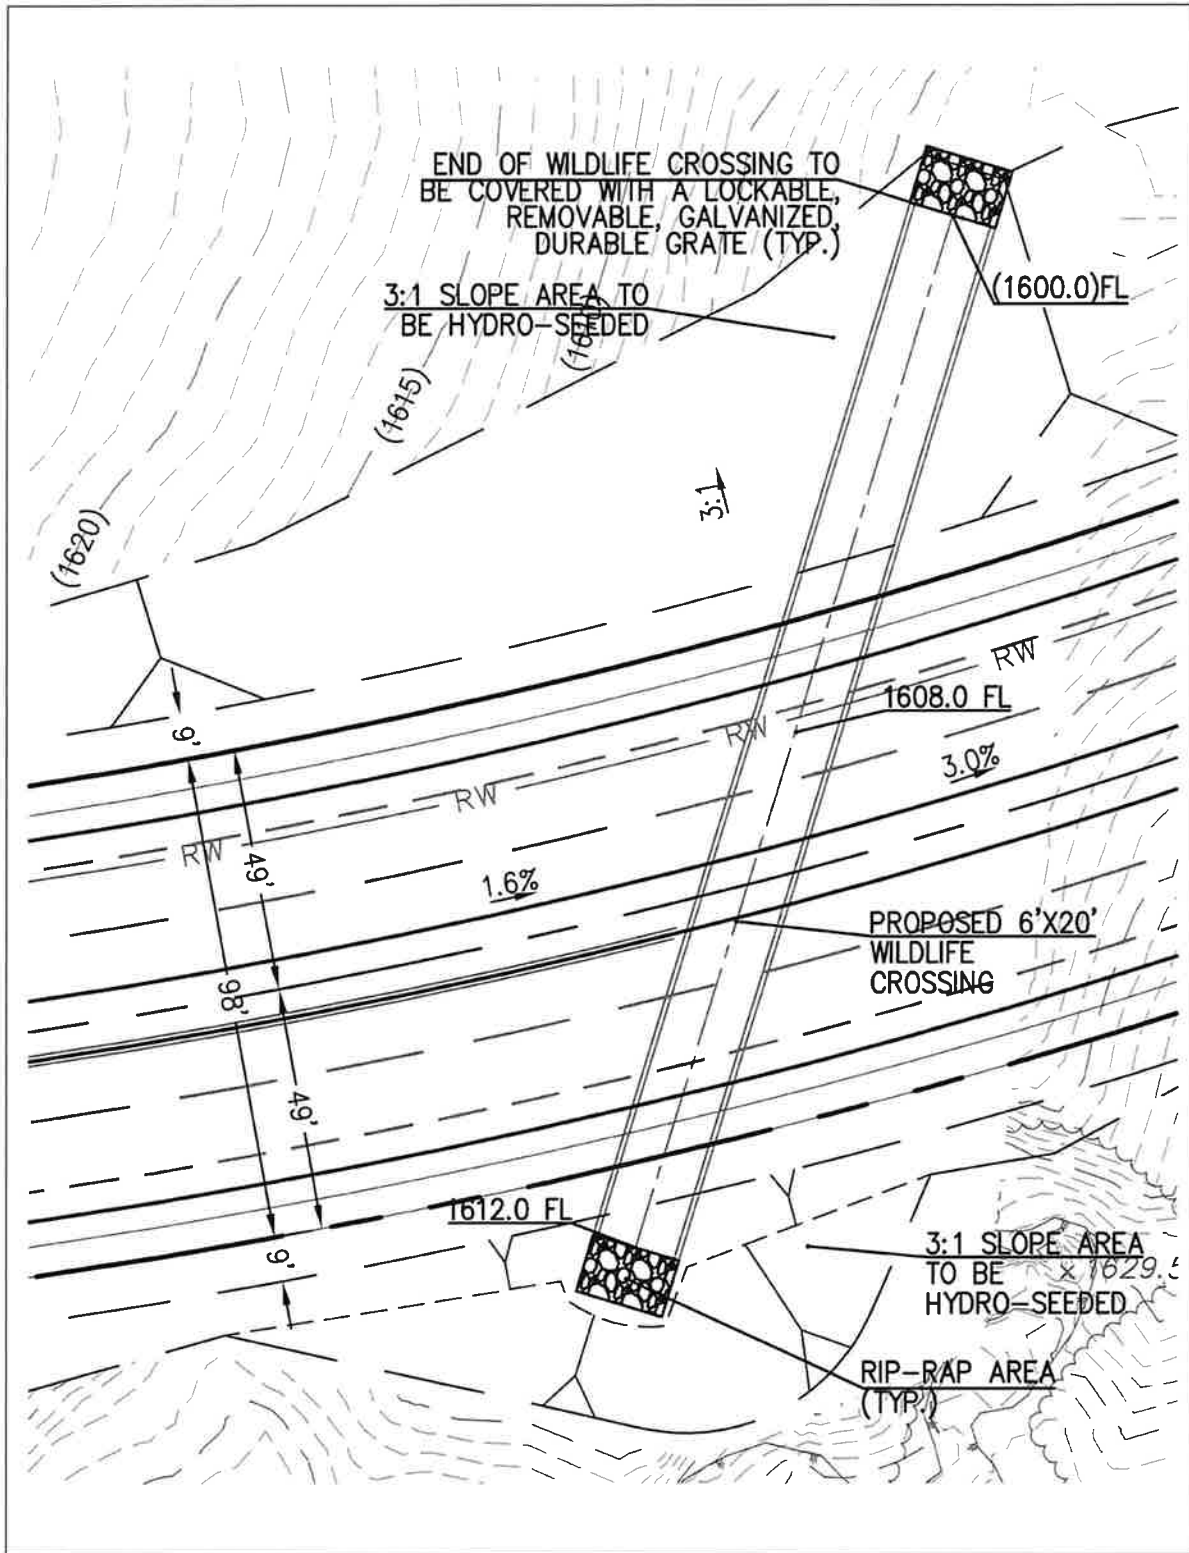 END OF WILDLIFE CROSSING TO
BE COVERED WITH A LOCKABLE,
REMOVABLE, GALVANIZED,
DURABLE GRATE (TYP.)
(1600.0)FL
3:1 SLOPE AREA TO
BE HYDRO-SEEDED
(1615)
3:1
(1620)
RW
1608.0 FL
RW
9'
3.0%
RW
RW
49'
1.6%
PROPOSED 6'X20'
WILDLIFE
CROSSING
98'
49'
1612.0 FL
9'
3:1 SLOPE AREA
TO BE
HYDRO-SEEDED
x 1629.5
RIP-RAP AREA
(TYP.)